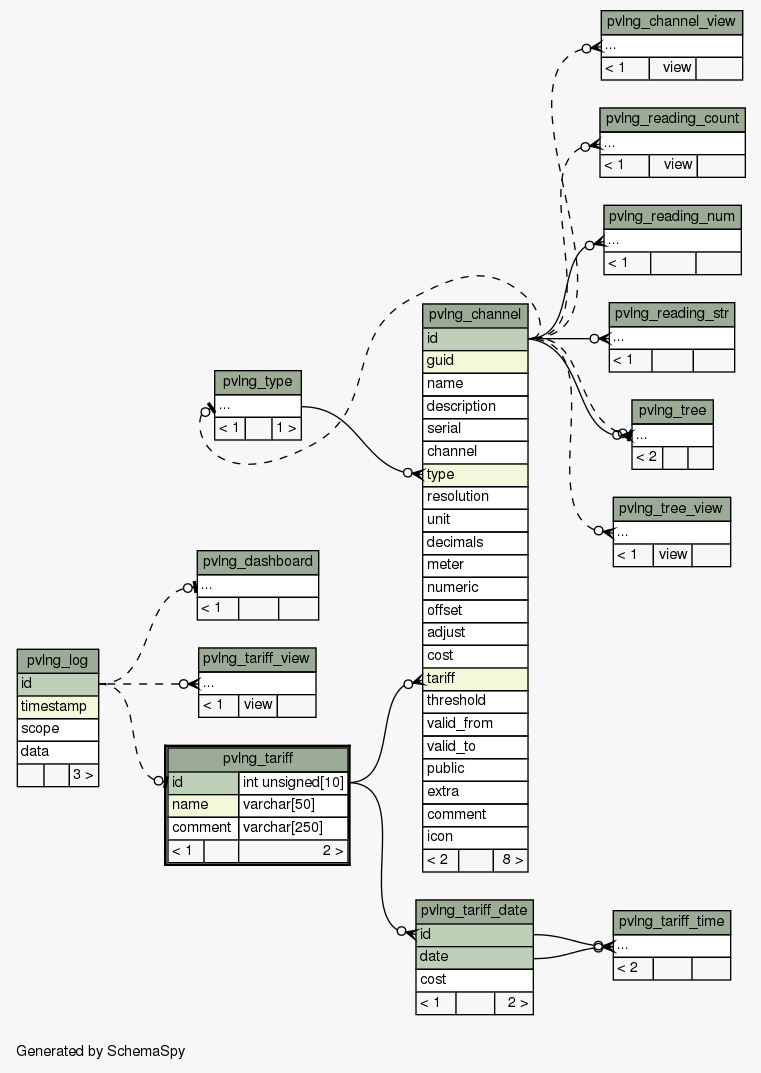 pvlng_channel_view
...
< 1 view
pvlng_reading_count
...
< 1 view
pvlng_reading_num
...
< 1
pvlng_reading_str
...
< 1
pvlng_tree
...
< 2
pvlng_tree_view
...
< 1 view
pvlng_channel
id
guid
name
description
serial
channel
type
resolution
unit
decimals
meter
numeric
offset
adjust
cost
tariff
threshold
valid_from
valid_to
public
extra
comment
icon
< 2 8 >
pvlng_type
...
< 1 1 >
pvlng_dashboard
...
< 1
pvlng_tariff_view
...
< 1 view
pvlng_log
id
timestamp
scope
data
3 >
pvlng_tariff
id int unsigned[10]
name varchar[50]
comment varchar[250]
< 1 2 >
pvlng_tariff_date
id
date
cost
< 1 2 >
pvlng_tariff_time
...
< 2
Generated by SchemaSpy